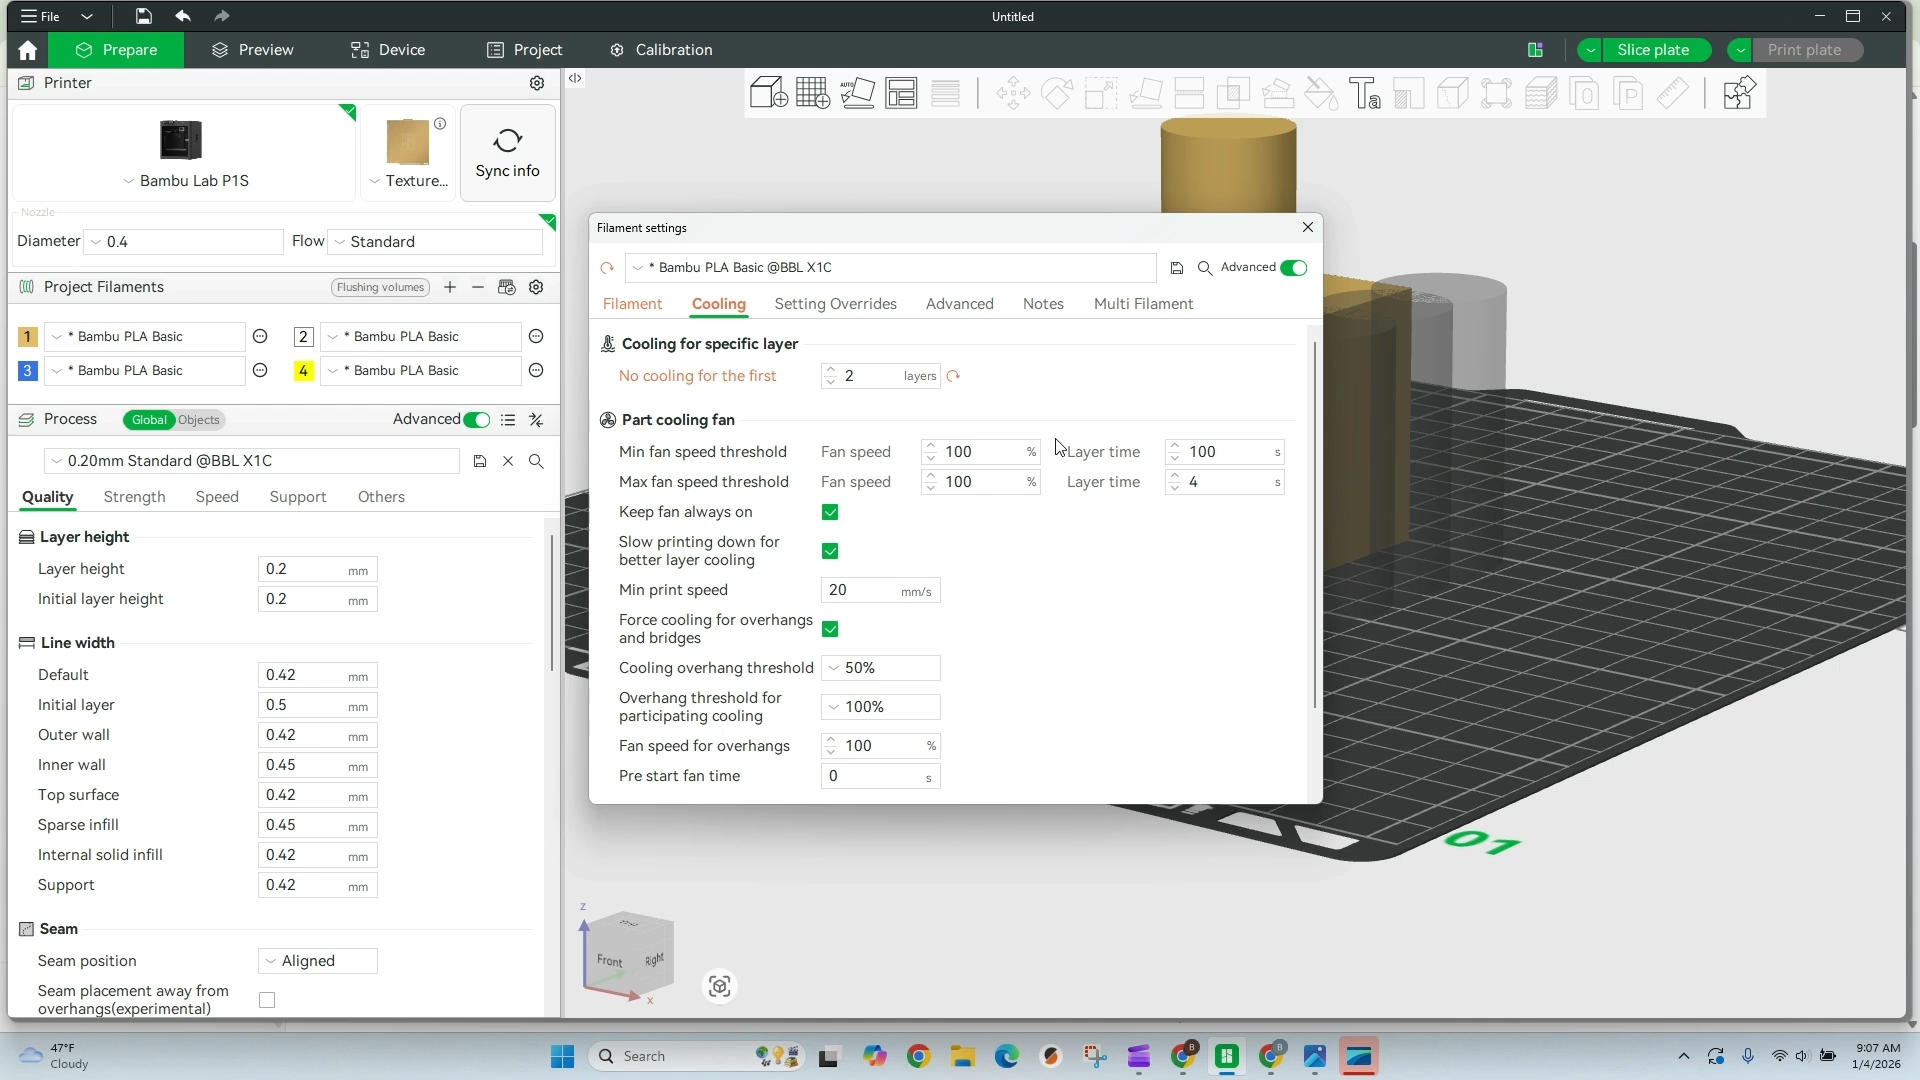 File
Untitled
Prepare
Preview
Device
Project
Calibration
Slice plate
Print plate
Printer
Bambu Lab P1S
Texture...
Sync info
Nozzle
Diameter 0.4 Flow Standard
Project Filaments Flushing volumes
1 * Bambu PLA Basic 2 * Bambu PLA Basic
3 * Bambu PLA Basic 4 * Bambu PLA Basic
Process Global Objects Advanced
0.20mm Standard @BBL X1C
Quality Strength Speed Support Others
Layer height
Layer height 0.2 mm
Initial layer height 0.2 mm
Line width
Default 0.42 mm
Initial layer 0.5 mm
Outer wall 0.42 mm
Inner wall 0.45 mm
Top surface 0.42 mm
Sparse infill 0.45 mm
Internal solid infill 0.42 mm
Support 0.42 mm
Seam
Seam position Aligned
Seam placement away from
overhangs(experimental)
AUTO
Filament settings
* Bambu PLA Basic @BBL X1C
Advanced
Filament Cooling Setting Overrides Advanced Notes Multi Filament
Cooling for specific layer
No cooling for the first 2 layers
Part cooling fan
Min fan speed threshold Fan speed 100 % Layer time 100 s
Max fan speed threshold Fan speed 100 % Layer time 4 s
Keep fan always on
Slow printing down for
better layer cooling
Min print speed 20 mm/s
Force cooling for overhangs
and bridges
Cooling overhang threshold 50%
Overhang threshold for
participating cooling 100%
Fan speed for overhangs 100 %
Pre start fan time 0 s
01
z
Front
Right
x
47°F
Cloudy
Search
9:07 AM
1/4/2026